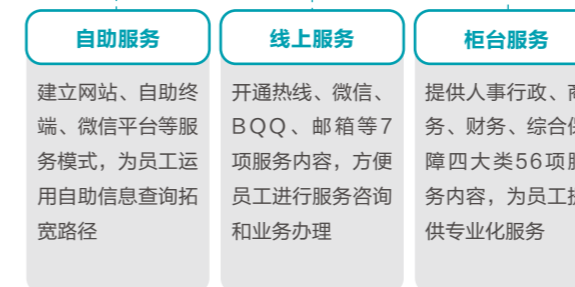 自助服务
建立网站、自助终
端、微信平台等服
务模式，为员工运
用自助信息查询拓
宽路径
线上服务
开通热线、微信、
BQQ、邮箱等7
项服务内容，方便
员工进行服务咨询
和业务办理
柜台服务
提供人事行政、商
务、财务、综合保
障四大类56项服
务内容，为员工提
供专业化服务